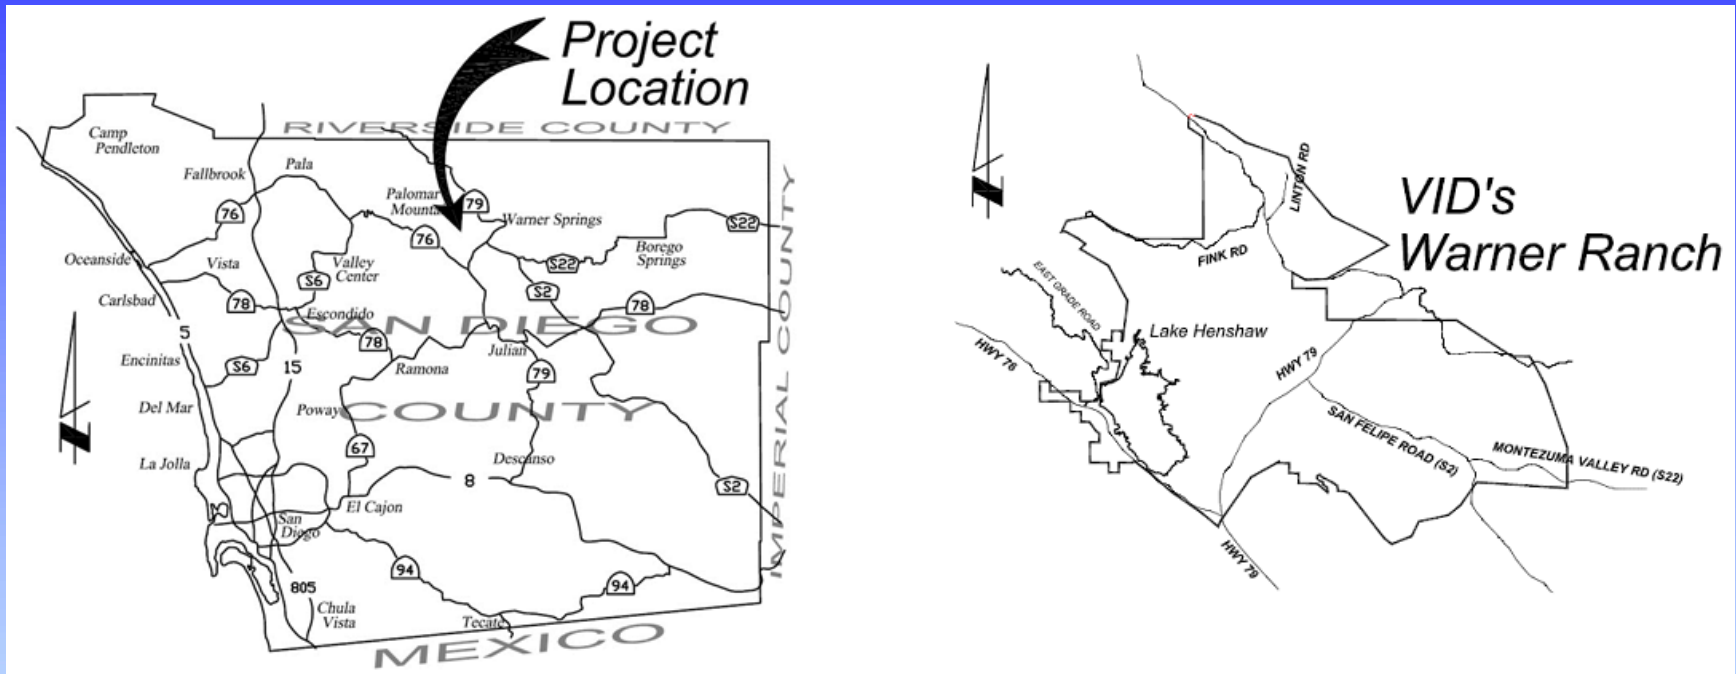 Project
Location
RIVERSIDE COUNTY
Camp
Pendleton
Fallbrook
Pala
Palomar
Mounta
79
Warner Springs
76
76
S22
Oceanside
Vista
Valley
Center
S6
S22
Borego
Springs
Carlsbad
78
Escondido
S2
78
SAN DIEGO
5
78
Julian
Encinitas
S6
15
Ramona
79
Del Mar
Poway
COUNTY
La Jolla
67
Descanso
8
S2
El Cajon
San
Diego
94
94
805
Chula
Vista
Tecate
MEXICO
IMPERIAL COUNTY
N
VID's
Warner Ranch
LINTON RD
FINK RD
EAST GRADE ROAD
Lake Henshaw
HWY 76
HWY 79
SAN FELIPE ROAD (S2)
MONTEZUMA VALLEY RD (S22)
HWY 79
N